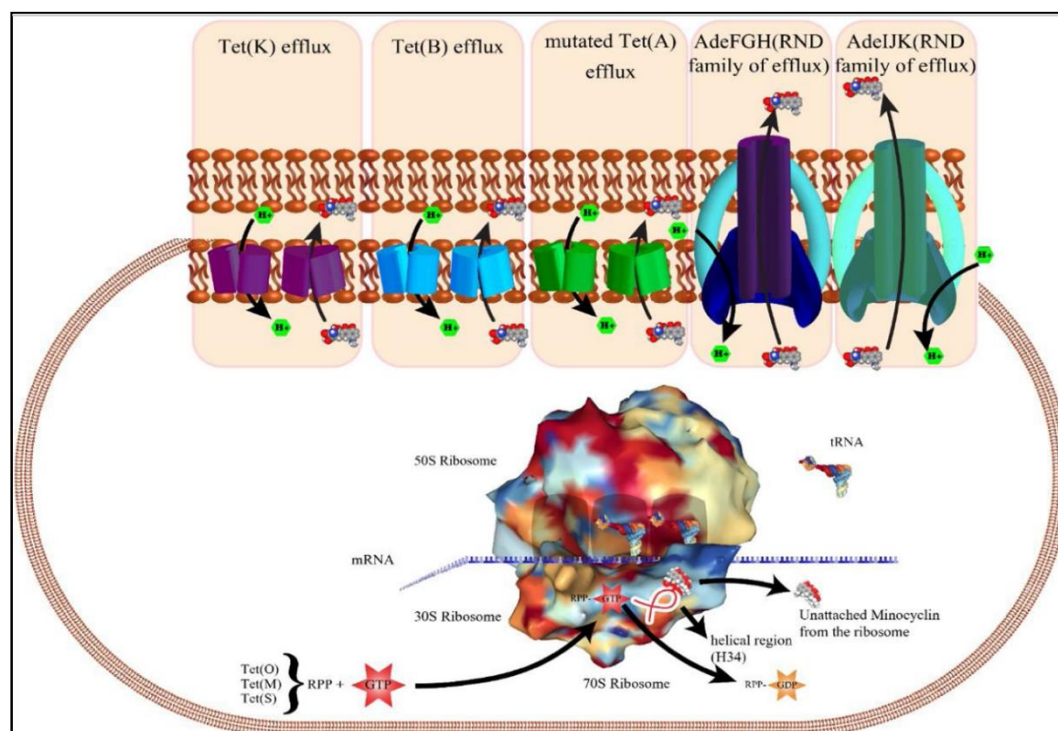 Tet(K) efflux
Tet(B) efflux
mutated Tet(A)
efflux
AdeFGH(RND
family of efflux)
AdeIJK(RND
family of efflux)
H+
H+
H+
H+
H+
H+
H+
H+
H+
H+
50S Ribosome
tRNA
mRNA
30S Ribosome
RPP-GTP
Unattached Minocyclin
from the ribosome
helical region
(H34)
Tet(O)
Tet(M)
Tet(S)
RPP + GTP
70S Ribosome
RPP-GDP